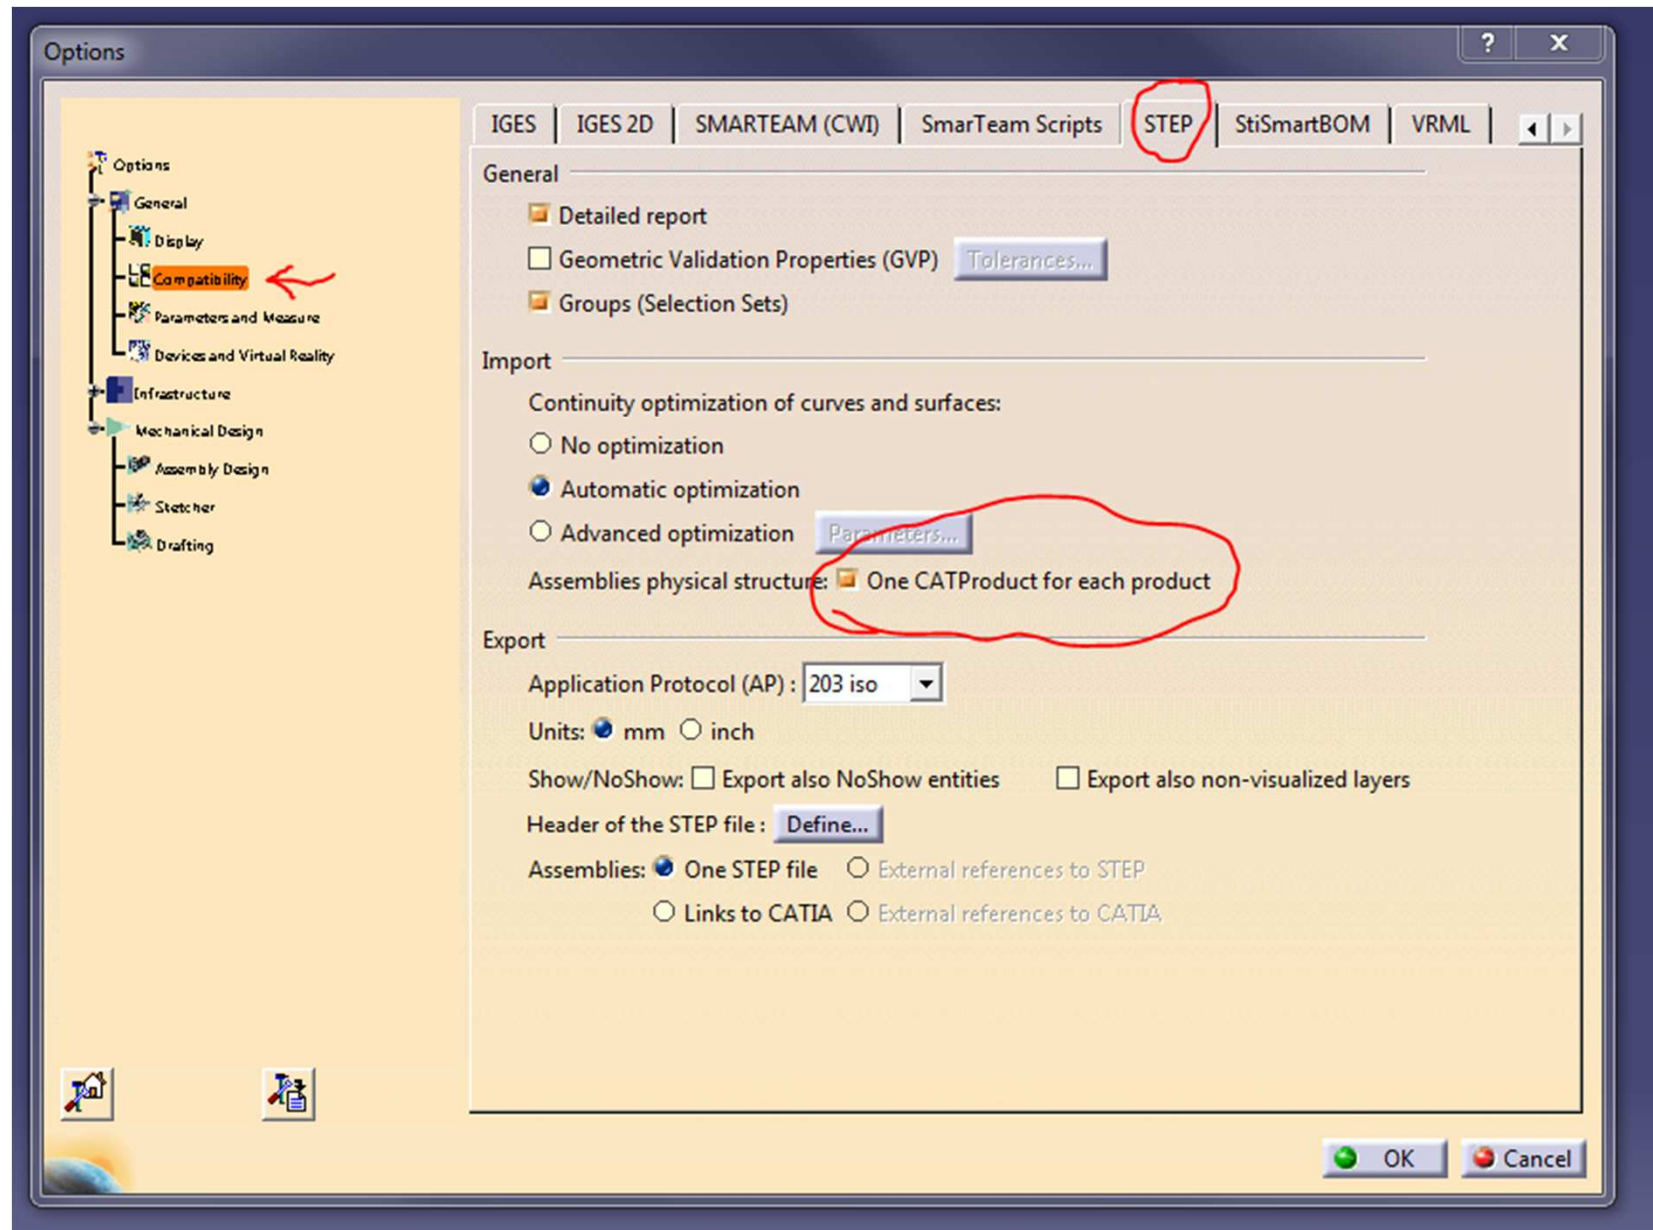 Options
?
X
IGES
IGES 2D
SMARTEAM (CWI)
SmarTeam Scripts
STEP
StiSmartBOM
VRML
Options
General
Display
Compatibility
Parameters and Measure
Devices and Virtual Reality
Infrastructure
Mechanical Design
Assembly Design
Sketcher
Drafting
General
Detailed report
Geometric Validation Properties (GVP) Tolerances...
Groups (Selection Sets)
Import
Continuity optimization of curves and surfaces:
No optimization
Automatic optimization
Advanced optimization Parameters...
Assemblies physical structure: One CATProduct for each product
Export
Application Protocol (AP) : 203 iso
Units: mm inch
Show/NoShow: Export also NoShow entities Export also non-visualized layers
Header of the STEP file : Define...
Assemblies: One STEP file External references to STEP
Links to CATIA External references to CATIA
OK Cancel